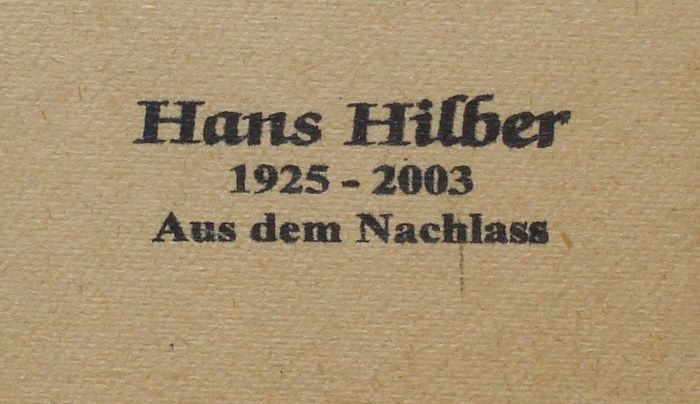 Hans Hilber
1925 - 2003
Aus dem Nachlass